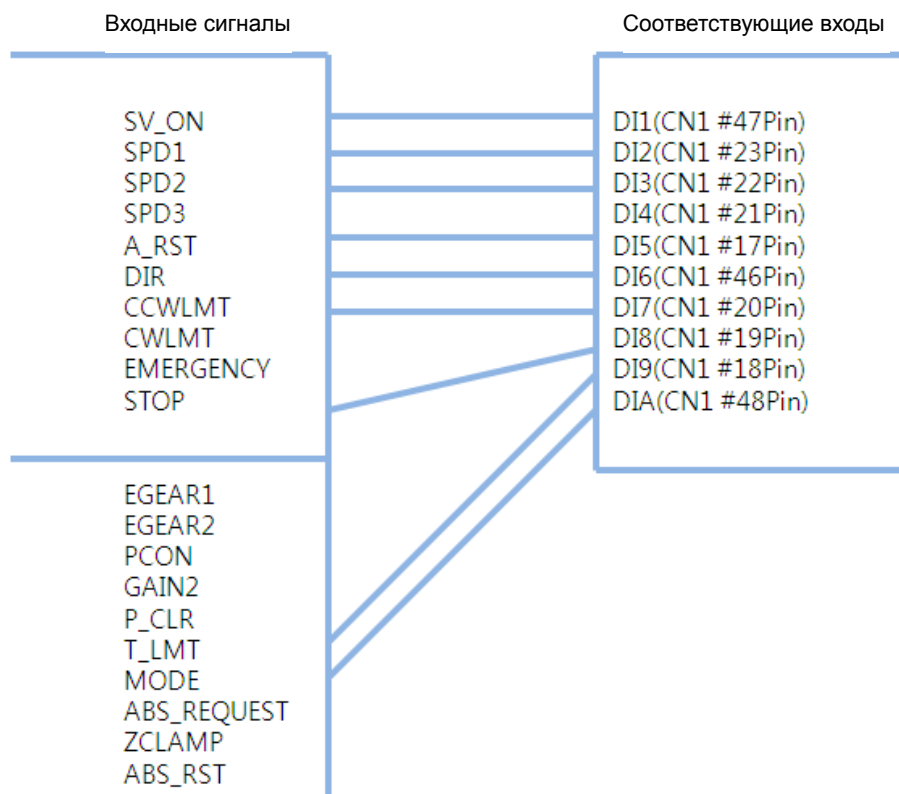 Входные сигналы
Соответствующие входы
SV_ON
SPD1
SPD2
SPD3
A_RST
DIR
CCWLMT
CWLMT
EMERGENCY
STOP
EGEAR1
EGEAR2
PCON
GAIN2
P_CLR
T_LMT
MODE
ABS_REQUEST
ZCLAMP
ABS_RST
DI1(CN1 #47Pin)
DI2(CN1 #23Pin)
DI3(CN1 #22Pin)
DI4(CN1 #21Pin)
DI5(CN1 #17Pin)
DI6(CN1 #46Pin)
DI7(CN1 #20Pin)
DI8(CN1 #19Pin)
DI9(CN1 #18Pin)
DIA(CN1 #48Pin)